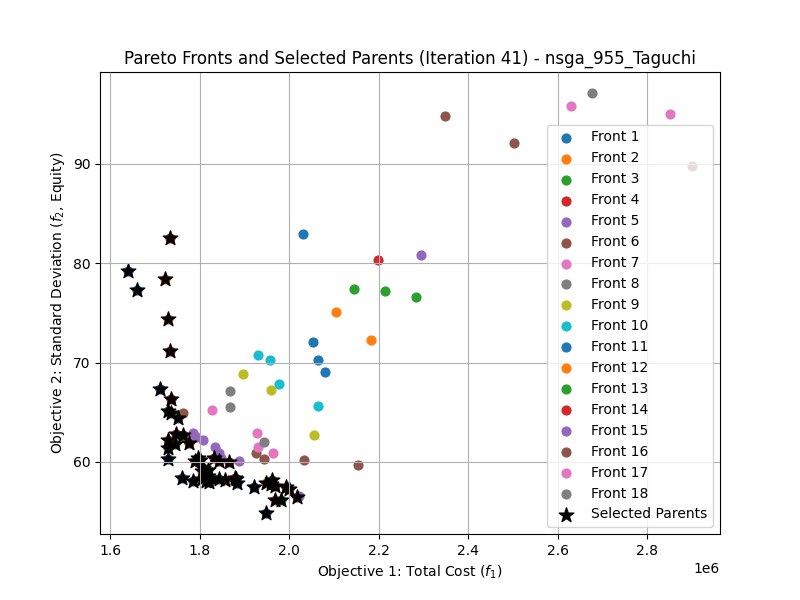 Pareto Fronts and Selected Parents (Iteration 41) - nsga_955_Taguchi
Objective 2: Standard Deviation (f₂, Equity)
90
80
70
60
Front 1
Front 2
Front 3
Front 4
Front 5
Front 6
Front 7
Front 8
Front 9
Front 10
Front 11
Front 12
Front 13
Front 14
Front 15
Front 16
Front 17
Front 18
Selected Parents
1.6 1.8 2.0 2.2 2.4 2.6 2.8
1e6
Objective 1: Total Cost (f₁)